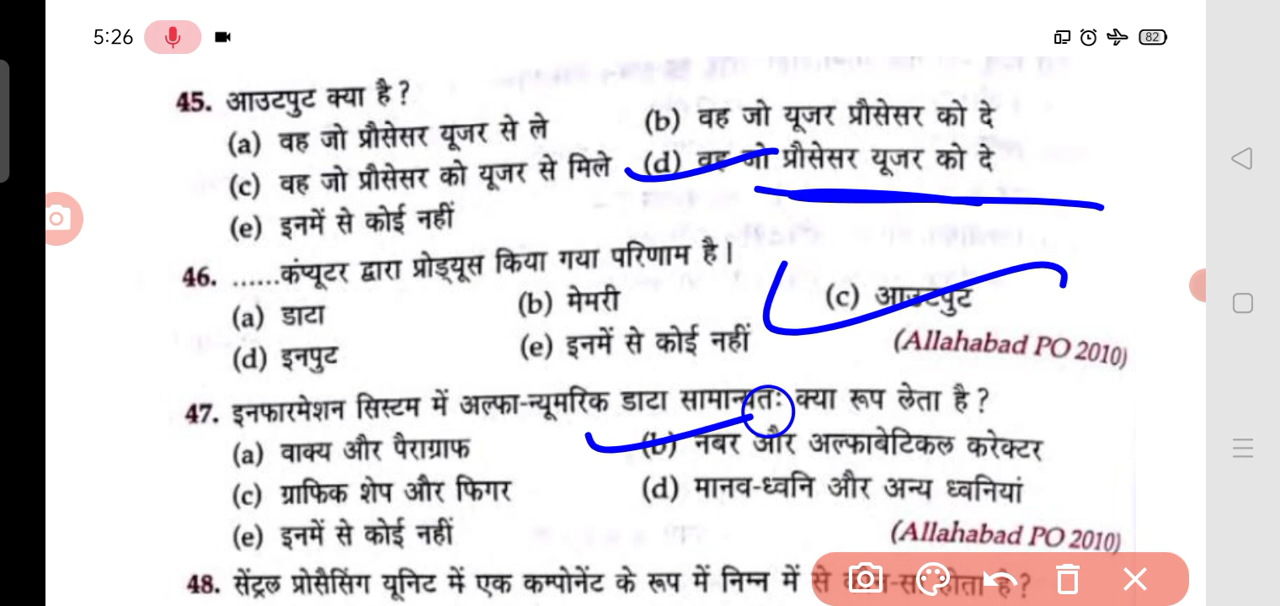 5:26
82
45. आउटपुट क्या है?
(a) वह जो प्रौसेसर यूजर से ले (b) वह जो यूजर प्रौसेसर को दे
(c) वह जो प्रौसेसर को यूजर से मिले (d) वह जो प्रौसेसर यूजर को दे
(e) इनमें से कोई नहीं
46. ......कंप्यूटर द्वारा प्रोड्यूस किया गया परिणाम है।
(a) डाटा (b) मेमरी (c) आउटपुट
(d) इनपुट (e) इनमें से कोई नहीं (Allahabad PO 2010)
47. इनफारमेशन सिस्टम में अल्फा-न्यूमरिक डाटा सामान्यतः क्या रूप लेता है?
(a) वाक्य और पैराग्राफ (b) नंबर और अल्फाबेटिकल करेक्टर
(c) ग्राफिक शेप और फिगर (d) मानव-ध्वनि और अन्य ध्वनियां
(e) इनमें से कोई नहीं (Allahabad PO 2010)
48. सेंट्रल प्रोसैसिंग यूनिट में एक कम्पोनेंट के रूप में निम्न में से कौन-सा होता है?